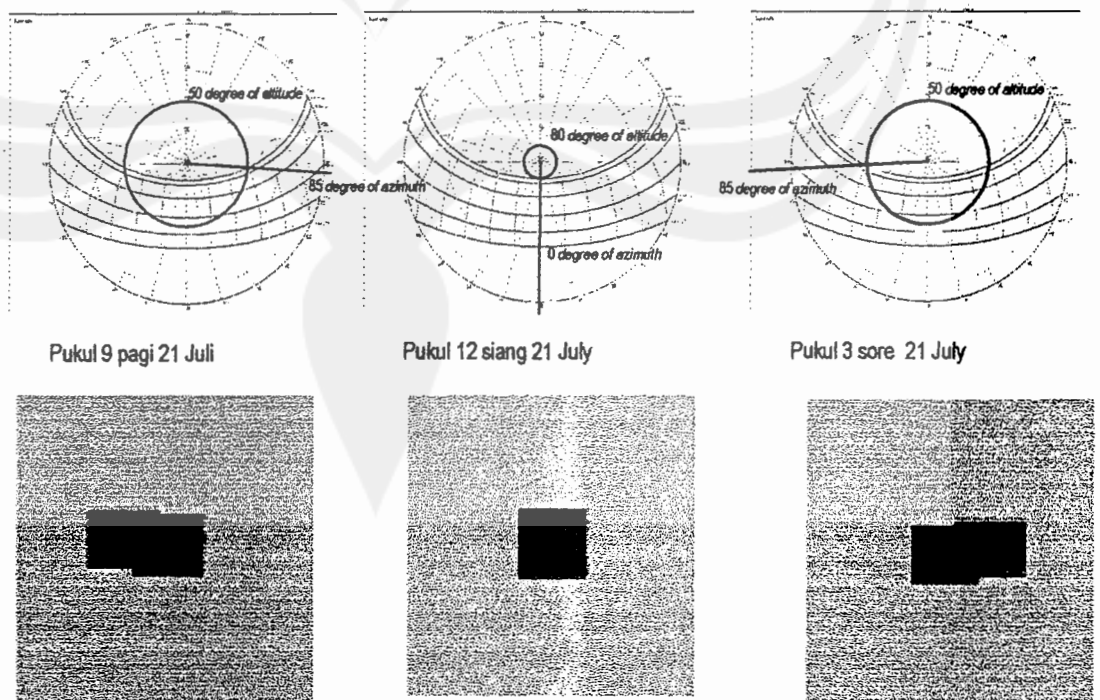 50 degree of altitude
85 degree of azimuth
80 degree of altitude
0 degree of azimuth
50 degree of altitude
85 degree of azimuth
Pukul 9 pagi 21 Juli
Pukul 12 siang 21 July
Pukul 3 sore 21 July